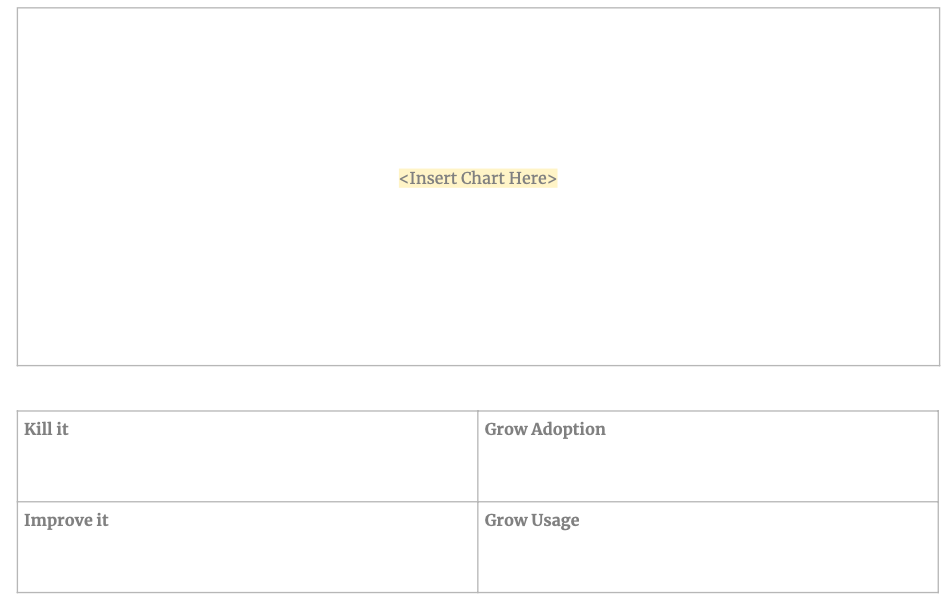 <Insert Chart Here>
Kill it
Grow Adoption
Improve it
Grow Usage